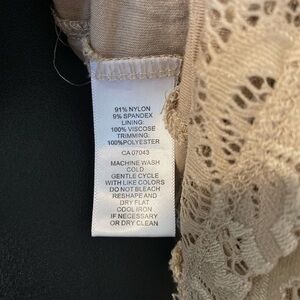 91% NYLON
9% SPANDEX
LINING:
100% VISCOSE
TRIMMING:
100%POLYESTER
CA 07043
MACHINE WASH
COLD
GENTLE CYCLE
WITH LIKE COLORS
DO NOT BLEACH
RESHAPE AND
DRY FLAT
COOL IRON
IF NECESSARY
OR DRY CLEAN